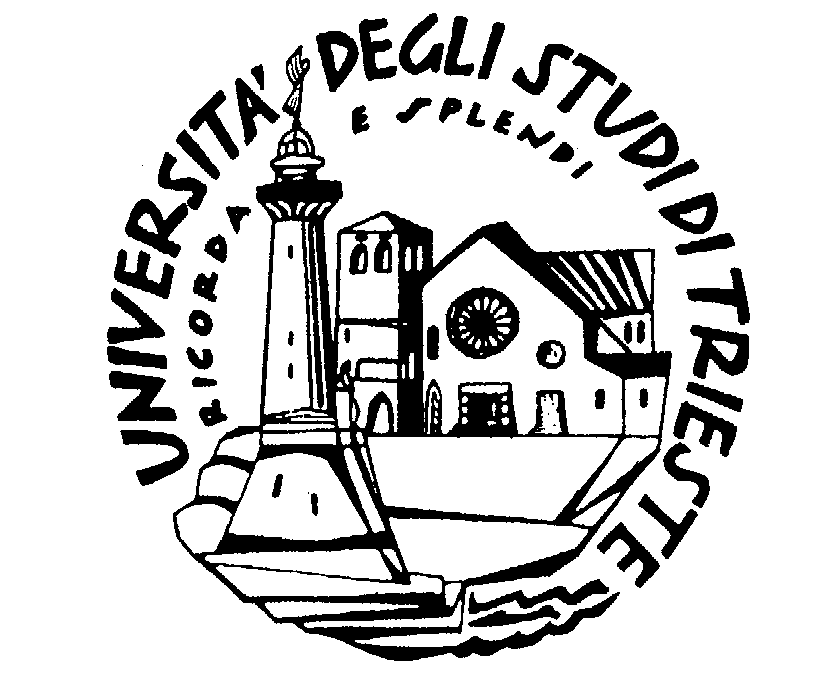 UNIVERSITA' DEGLI STUDI DI TRIESTE
RICORDA E SPLENDI